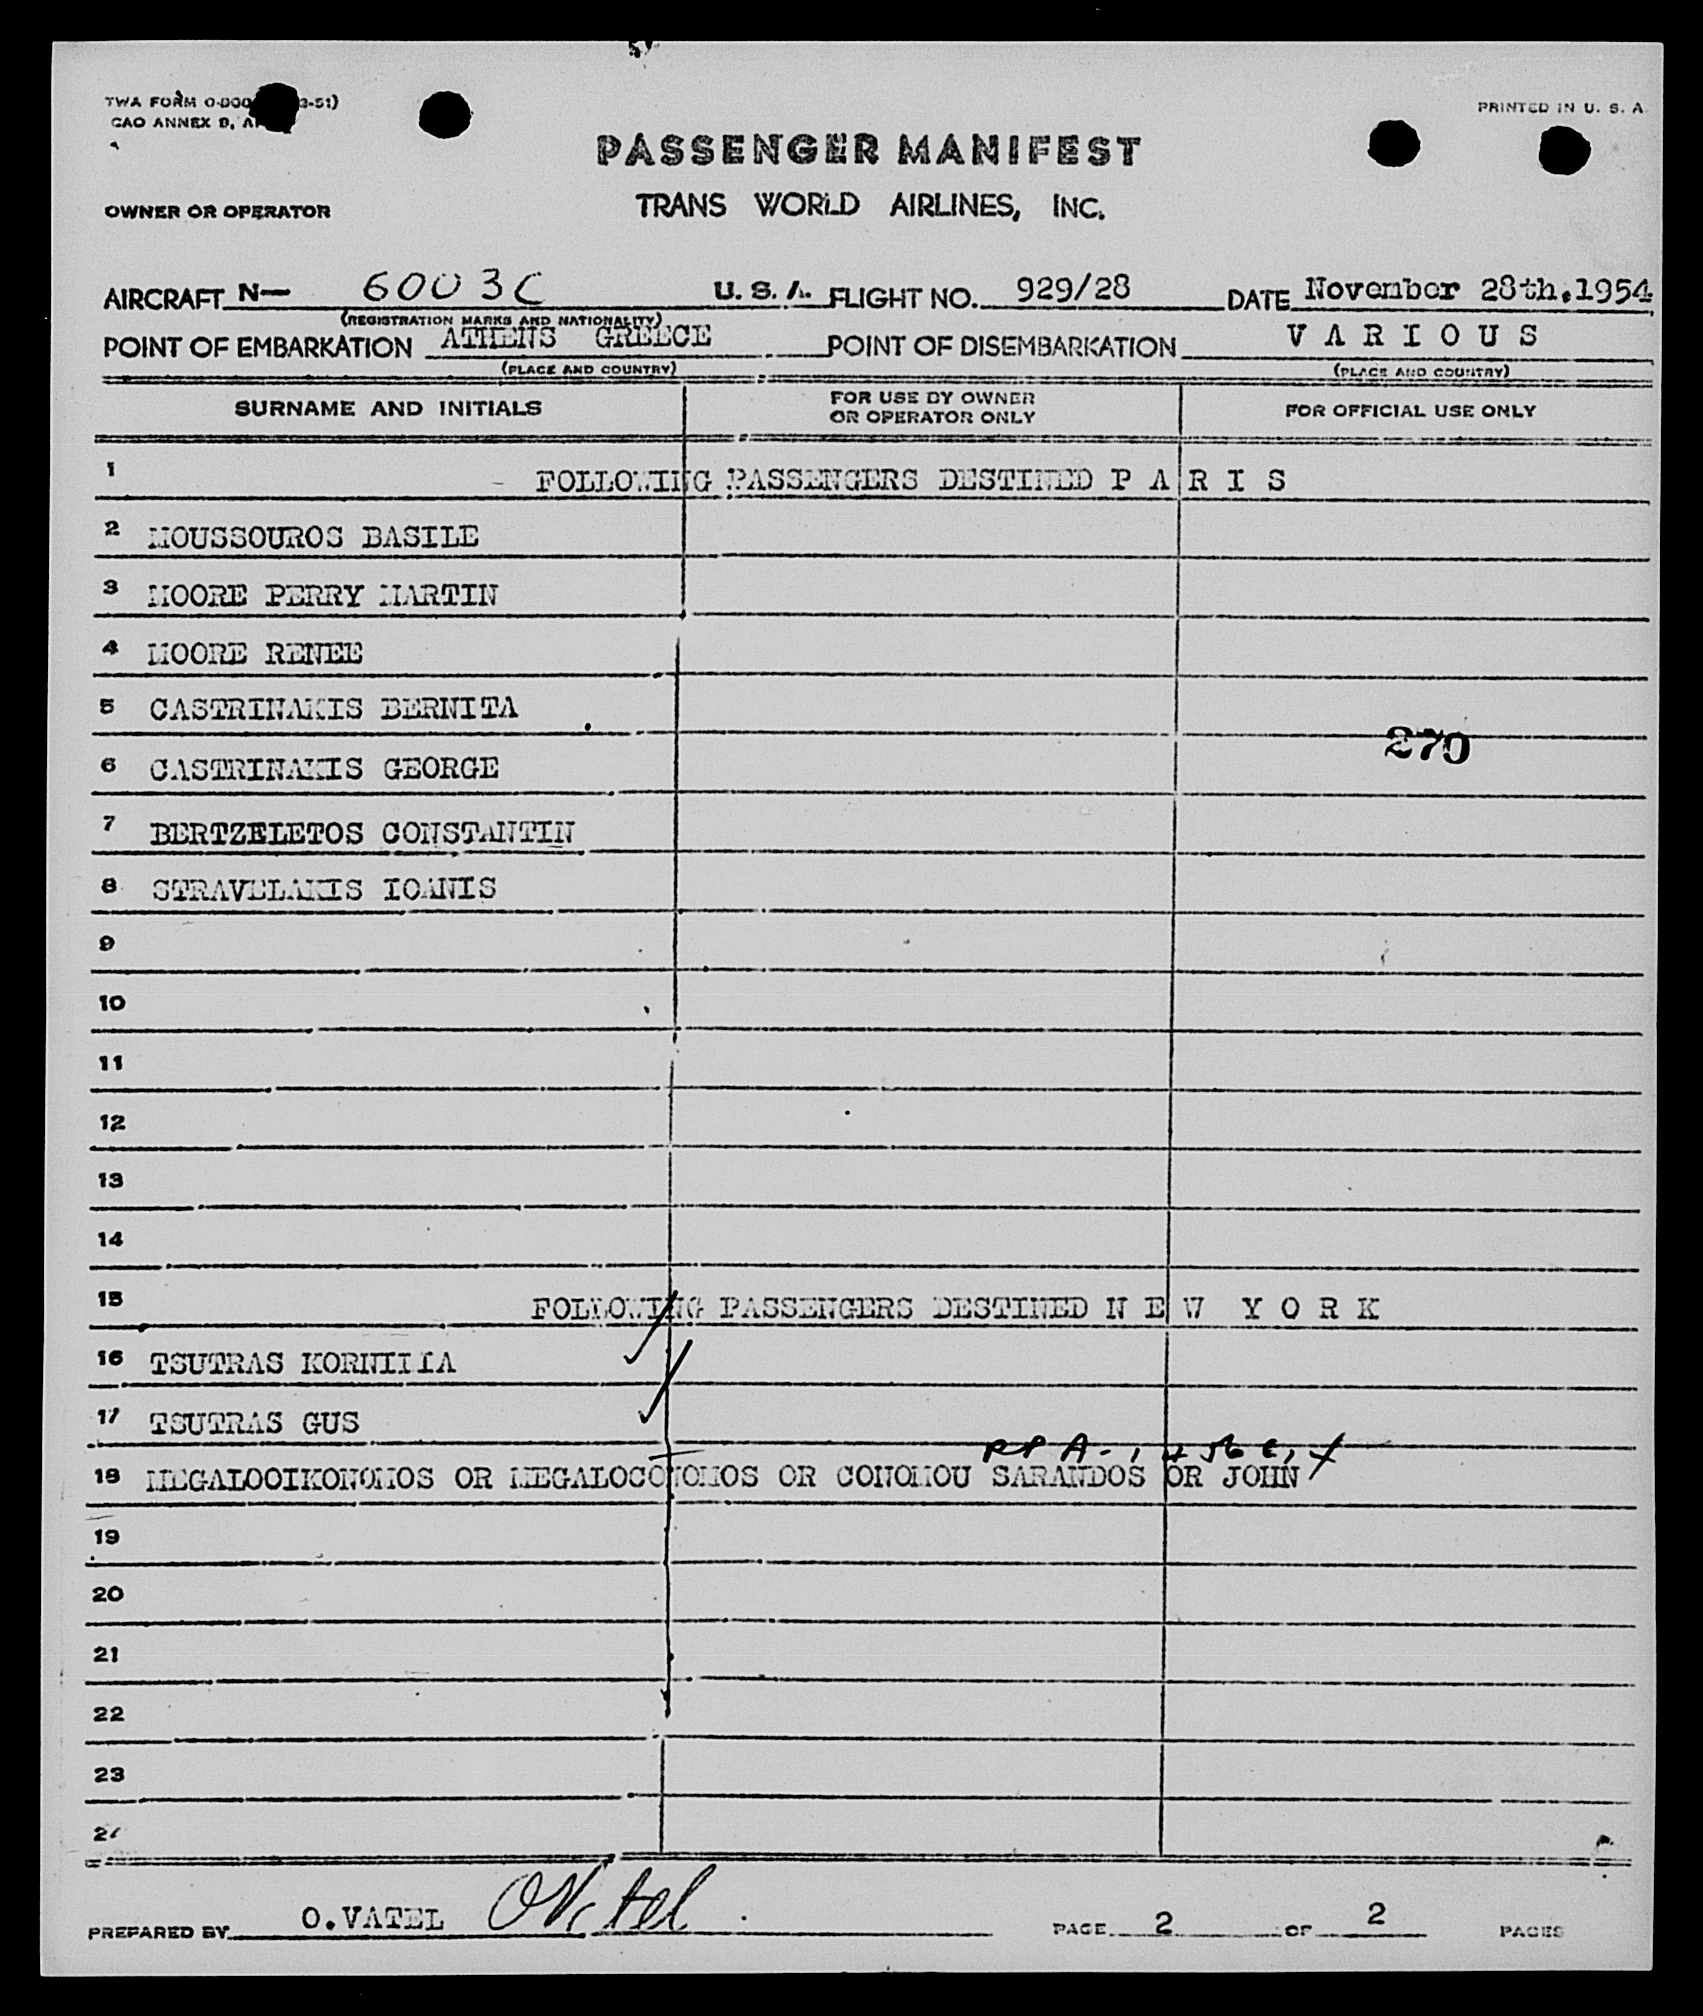 TWA FORM 3-51)
PRINTED IN U. S. A.
CAO ANNEX 9,
PASSENGER MANIFEST
OWNER OR OPERATOR
TRANS WORLD AIRLINES, INC.
AIRCRAFT N— 6003C U. S. A. FLIGHT NO. 929/28 DATE November 28th.1954
(REGISTRATION MARKS AND NATIONALITY)
POINT OF EMBARKATION ATHENS GREECE POINT OF DISEMBARKATION V A R I O U S
(PLACE AND COUNTRY) (PLACE AND COUNTRY)
SURNAME AND INITIALS FOR USE BY OWNER OR OPERATOR ONLY FOR OFFICIAL USE ONLY
1 FOLLOWING PASSENGERS DESTINED P A R I S
2 MOUSSOUROS BASILE
3 MOORE PERRY MARTIN
4 MOORE RENEE
5 CASTRINAKIS BERNITA
270
6 CASTRINAKIS GEORGE
7 BERTZELETOS CONSTANTIN
8 STRAVELAKIS IOANIS
9
10
11
12
13
14
15 FOLLOWING PASSENGERS DESTINED N E W Y O R K
16 TSUTRAS KORNIIIA
17 TSUTRAS GUS
18 MEGALOOIKONOMOS OR MEGALOCONOMOS OR CONOMOU SARANDOS OR JOHN
19
20
21
22
23
PREPARED BY O.VATEL OVatel PAGE 2 OF 2 PAGES